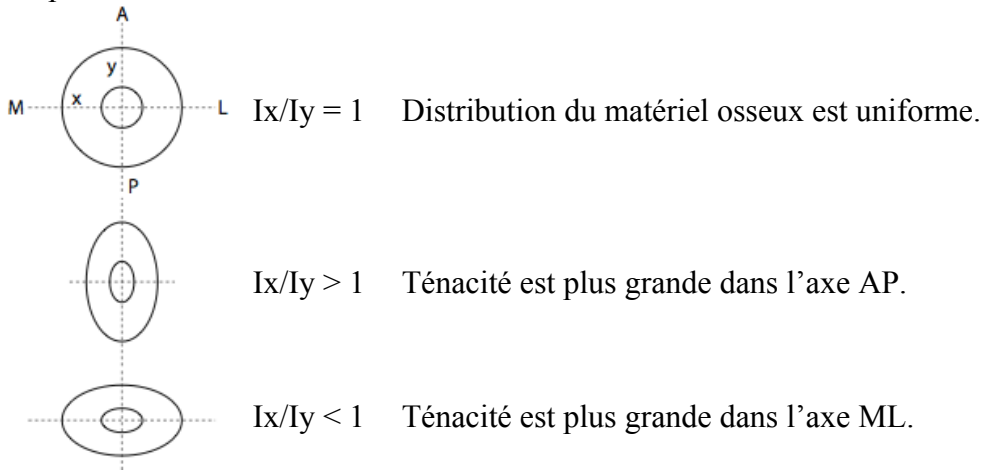 A
y
M x L Ix/Iy = 1 Distribution du matériel osseux est uniforme.
P
Ix/Iy > 1 Ténacité est plus grande dans l’axe AP.
Ix/Iy < 1 Ténacité est plus grande dans l’axe ML.